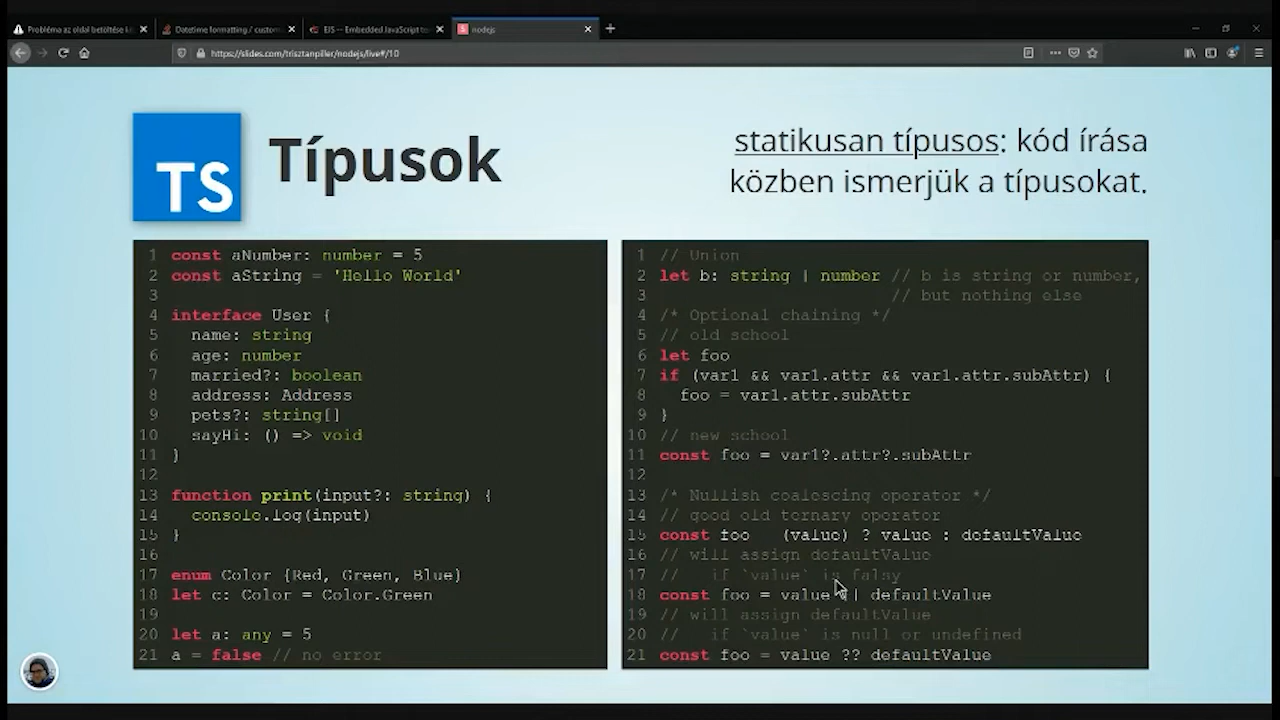 Probléma az oldal betöltése kö
Datetime formatting / custom
EJS -- Embedded JavaScript te
nodejs
https://slides.com/trisztanpiller/nodejs/live#/10
TS
Típusok
statikusan típusos: kód írása
közben ismerjük a típusokat.
1 const aNumber: number = 5
2 const aString = 'Hello World'
3
4 interface User {
5 name: string
6 age: number
7 married?: boolean
8 address: Address
9 pets?: string[]
10 sayHi: () => void
11 }
12
13 function print(input?: string) {
14 console.log(input)
15 }
16
17 enum Color {Red, Green, Blue}
18 let c: Color = Color.Green
19
20 let a: any = 5
21 a = false // no error
1 // Union
2 let b: string | number // b is string or number,
3 // but nothing else
4 /* Optional chaining */
5 // old school
6 let foo
7 if (var1 && var1.attr && var1.attr.subAttr) {
8 foo = var1.attr.subAttr
9 }
10 // new school
11 const foo = var1?.attr?.subAttr
12
13 /* Nullish coalescing operator */
14 // good old ternary operator
15 const foo = (value) ? value : defaultValue
16 // will assign defaultValue
17 // if `value` is falsy
18 const foo = value || defaultValue
19 // will assign defaultValue
20 // if `value` is null or undefined
21 const foo = value ?? defaultValue